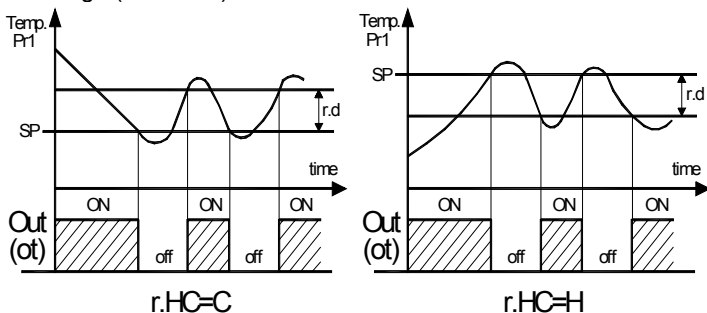 Temp.
Pr1
SP
r.d
time
ON
ON
ON
Out
(ot)
off
off
r.HC=C
Temp.
Pr1
SP
r.d
time
ON
ON
ON
Out
(ot)
off
off
r.HC=H